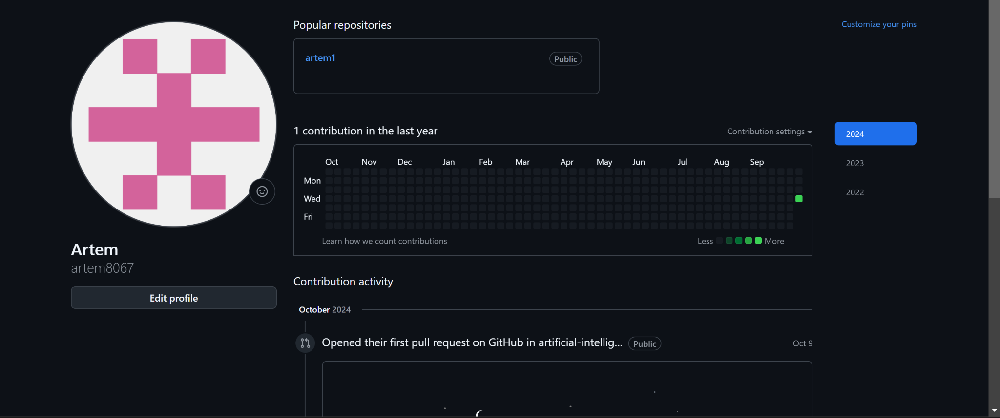 Popular repositories
Customize your pins
artem1
Public
1 contribution in the last year
Contribution settings
2024
2023
2022
Oct Nov Dec Jan Feb Mar Apr May Jun Jul Aug Sep
Mon
Wed
Fri
Learn how we count contributions
Less More
Artem
artem8067
Edit profile
Contribution activity
October 2024
Opened their first pull request on GitHub in artificial-intellig... Public Oct 9